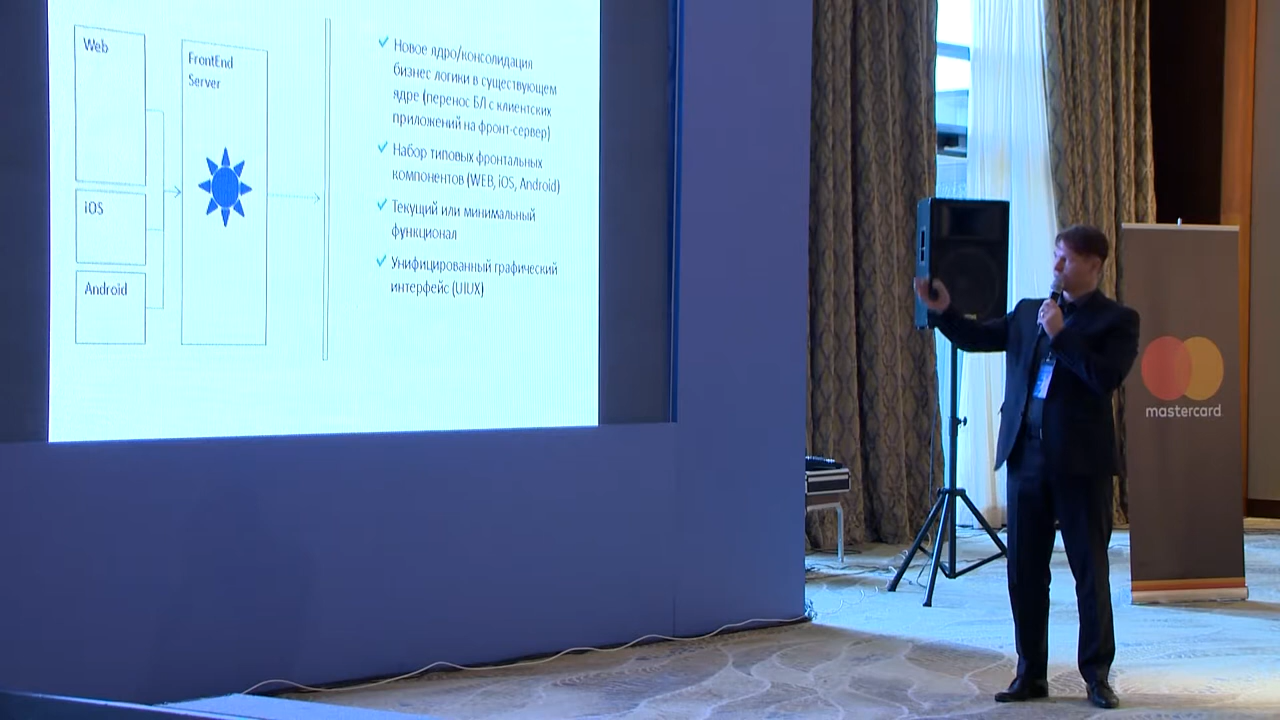 Web
iOS
Android
FrontEnd
Server
Новое ядро/консолидация
бизнес логики в существующем
ядре (перенос БЛ с клиентских
приложений на фронт-сервер)
Набор типовых фронтальных
компонентов (WEB, iOS, Android)
Текущий или минимальный
функционал
Унифицированный графический
интерфейс (UIUX)
mastercard